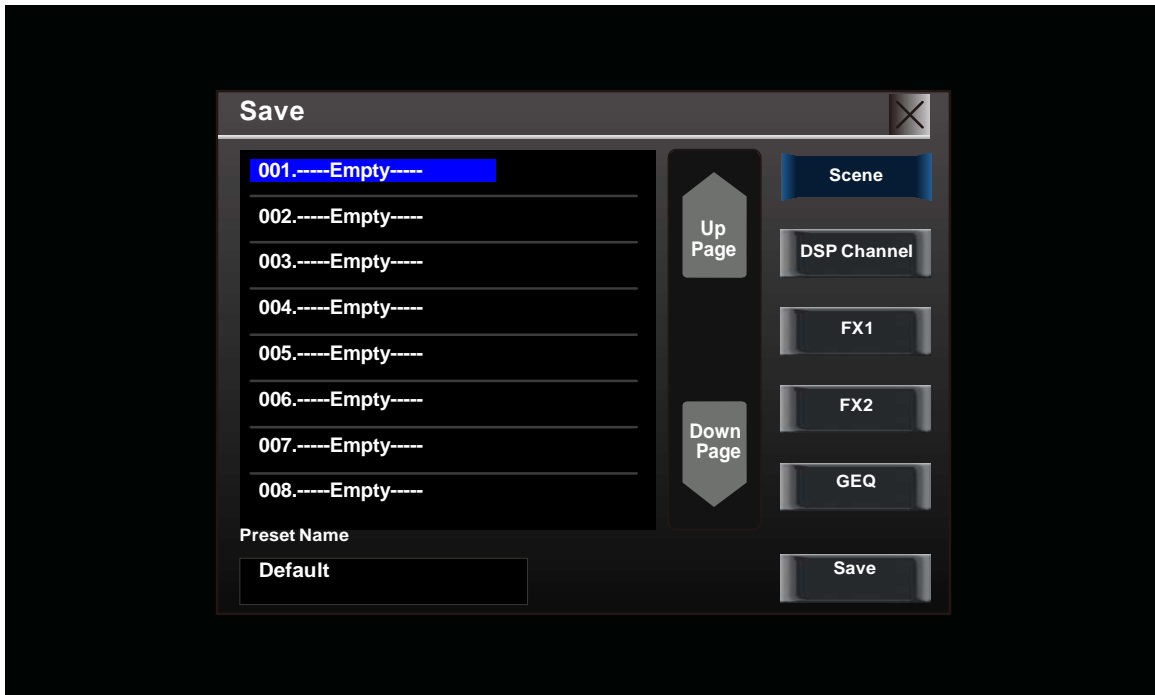 Save
001.-----Empty-----
002.-----Empty-----
003.-----Empty-----
004.-----Empty-----
005.-----Empty-----
006.-----Empty-----
007.-----Empty-----
008.-----Empty-----
Up
Page
Down
Page
Scene
DSP Channel
FX1
FX2
GEQ
Preset Name
Default
Save